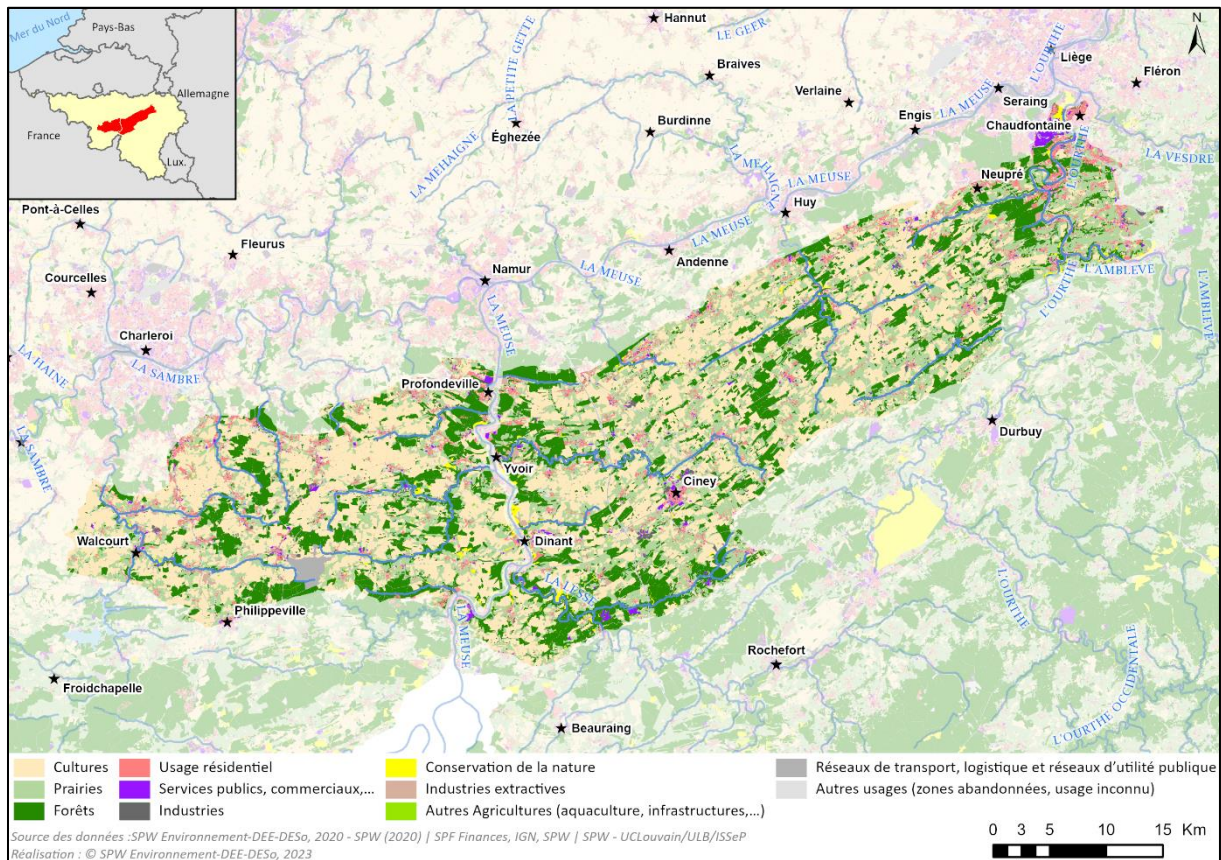 Mer du Nord
Pays-Bas
Allemagne
France
Lux.
N
Hannut
LE GEER
LA PETITE GETTE
Braives
L'OURTHE
Liège
Fléron
Verlaine
LA MEUSE
Seraing
Éghezée
Burdinne
Engis
Chaudfontaine
LA MEHAIGNE
LA MEHAIGNE
LA VESDRE
L'OURTHE
LA MEUSE
Neupré
Pont-à-Celles
Huy
Fleurus
LA MEUSE
Andenne
L'AMBLEVE
Courcelles
Namur
LA MEUSE
L'OURTHE
L'AMBLEVE
LA MEUSE
Charleroi
LA SAMBRE
LA HAINE
Profondeville
Durbuy
LA SAMBRE
Yvoir
Ciney
Walcourt
Dinant
LA LESSE
L'OURTHE
Philippeville
LA MEUSE
Rochefort
Froidchapelle
L'OURTHE OCCIDENTALE
Beauraing
Cultures
Prairies
Forêts
Usage résidentiel
Services publics, commerciaux,...
Industries
Conservation de la nature
Industries extractives
Autres Agricultures (aquaculture, infrastructures,...)
Réseaux de transport, logistique et réseaux d'utilité publique
Autres usages (zones abandonnées, usage inconnu)
Source des données :SPW Environnement-DEE-DESo, 2020 - SPW (2020) | SPF Finances, IGN, SPW | SPW - UCLouvain/ULB/ISSeP
Réalisation : © SPW Environnement-DEE-DESo, 2023
0 3 5 10 15 Km